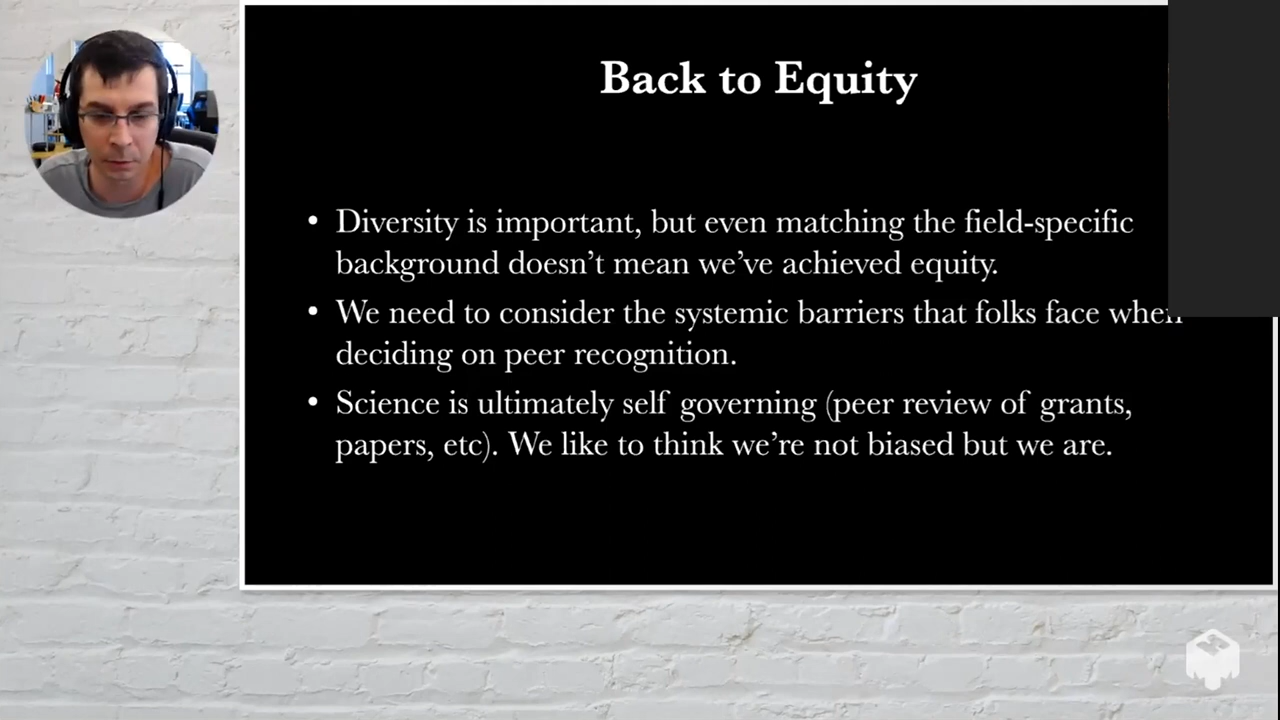 Back to Equity
• Diversity is important, but even matching the field-specific
background doesn’t mean we’ve achieved equity.
• We need to consider the systemic barriers that folks face when
deciding on peer recognition.
• Science is ultimately self governing (peer review of grants,
papers, etc). We like to think we’re not biased but we are.